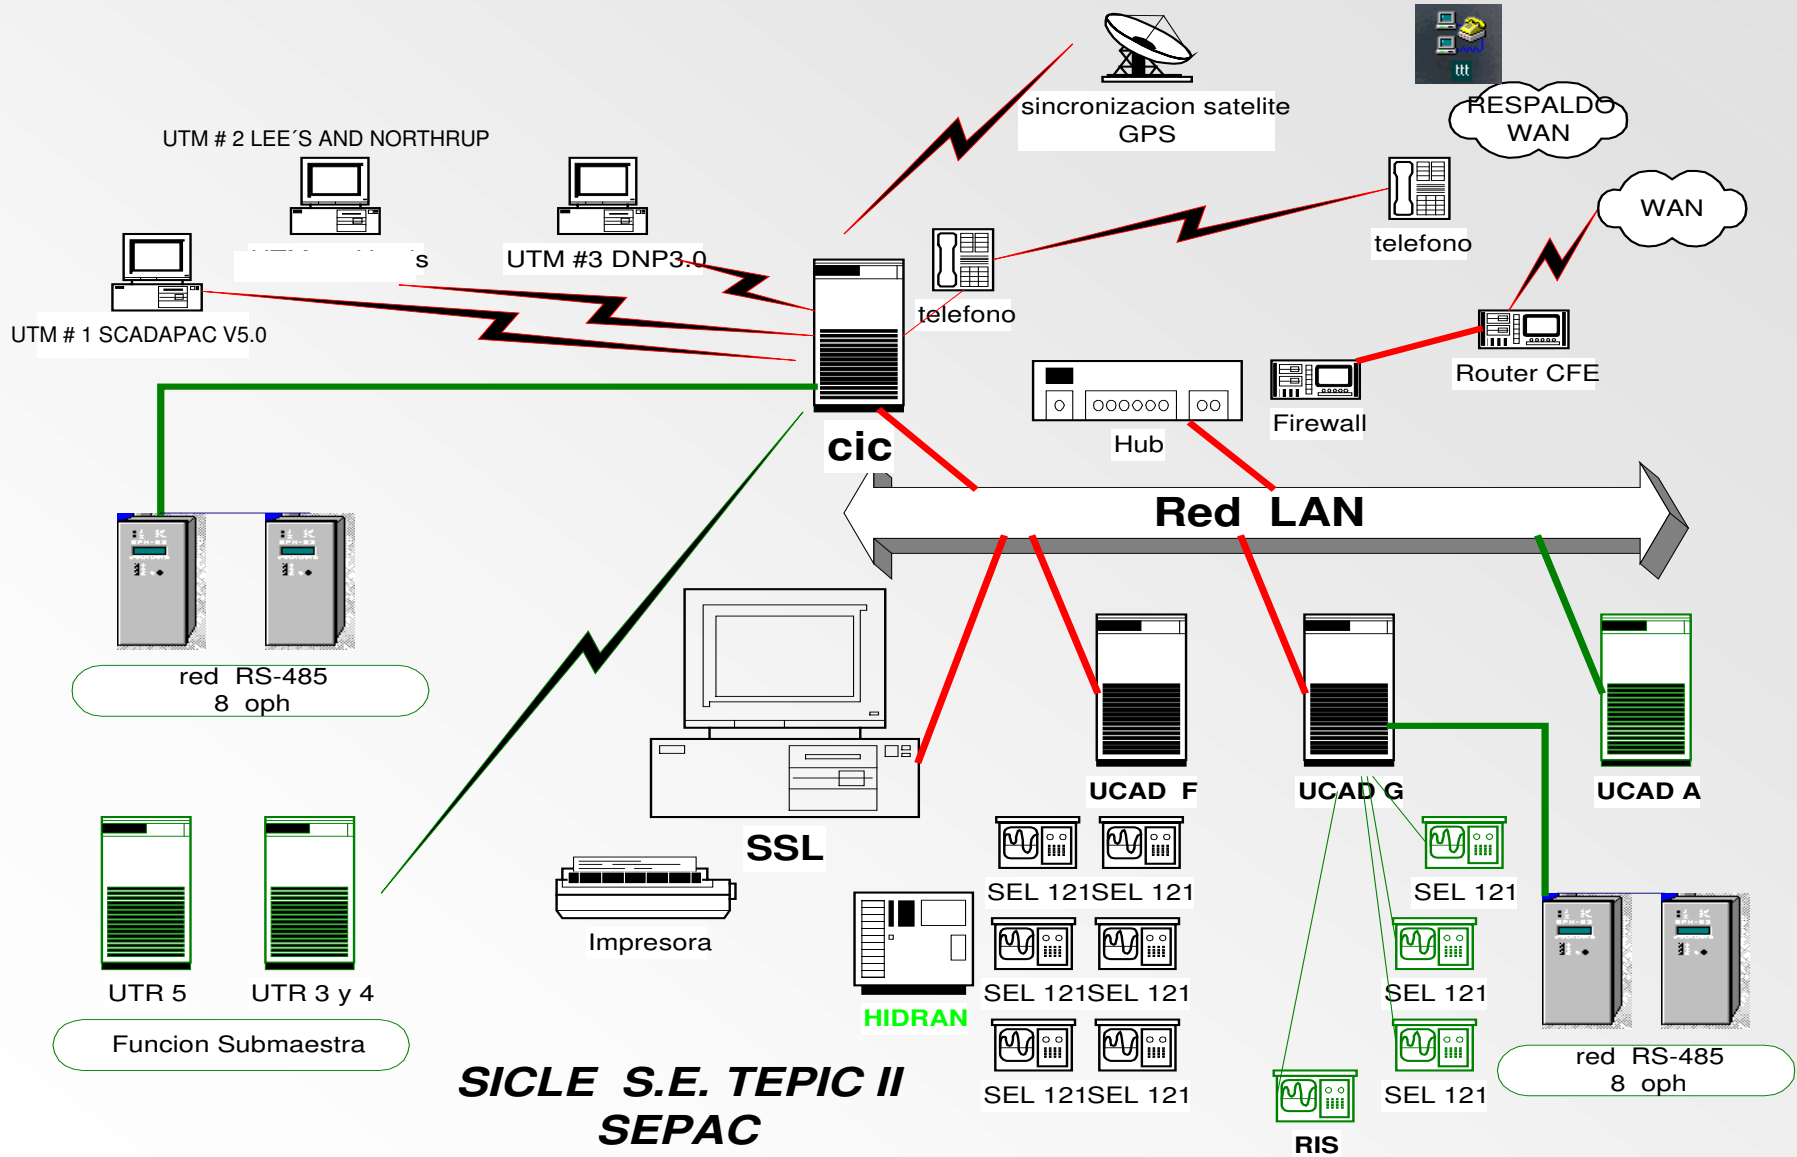 ttt
RESPALDO
WAN
sincronizacion satelite
GPS
UTM # 2 LEE´S AND NORTHRUP
WAN
telefono
UTM #3 DNP3.0
s
telefono
UTM # 1 SCADAPAC V5.0
Router CFE
Firewall
Hub
cic
Red LAN
red RS-485
8 oph
UCAD F
UCAD G
UCAD A
SSL
SEL 121
SEL 121
SEL 121
Impresora
UTR 5
UTR 3 y 4
SEL 121
SEL 121
SEL 121
HIDRAN
Funcion Submaestra
red RS-485
8 oph
SICLE S.E. TEPIC II
SEPAC
SEL 121
SEL 121
SEL 121
RIS